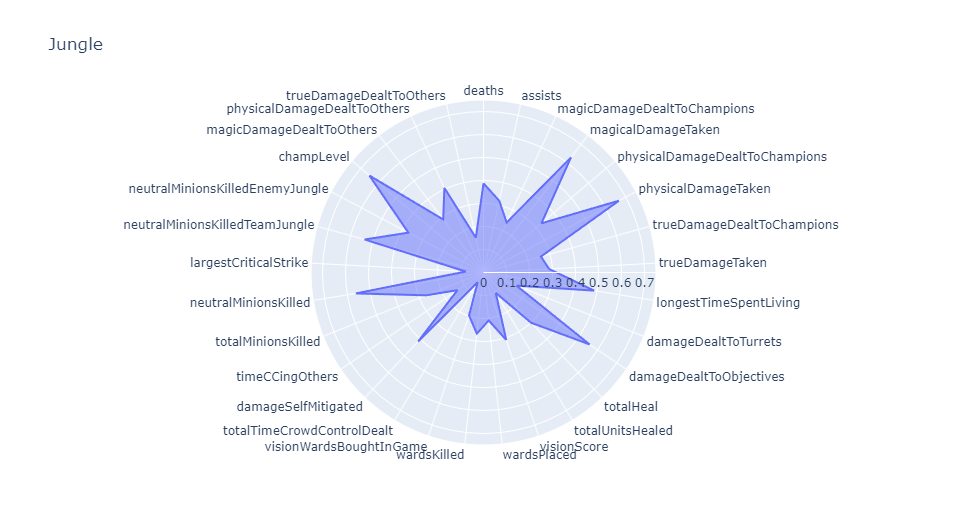 Jungle
deaths
trueDamageDealtToOthers
assists
physicalDamageDealtToOthers
magicDamageDealtToChampions
magicDamageDealtToOthers
magicalDamageTaken
champLevel
physicalDamageDealtToChampions
neutralMinionsKilledEnemyJungle
physicalDamageTaken
neutralMinionsKilledTeamJungle
trueDamageDealtToChampions
largestCriticalStrike
trueDamageTaken
0 0.1 0.2 0.3 0.4 0.5 0.6 0.7
neutralMinionsKilled
longestTimeSpentLiving
totalMinionsKilled
damageDealtToTurrets
timeCCingOthers
damageDealtToObjectives
damageSelfMitigated
totalHeal
totalTimeCrowdControlDealt
totalUnitsHealed
visionWardsBoughtInGame
visionScore
wardsKilled
wardsPlaced